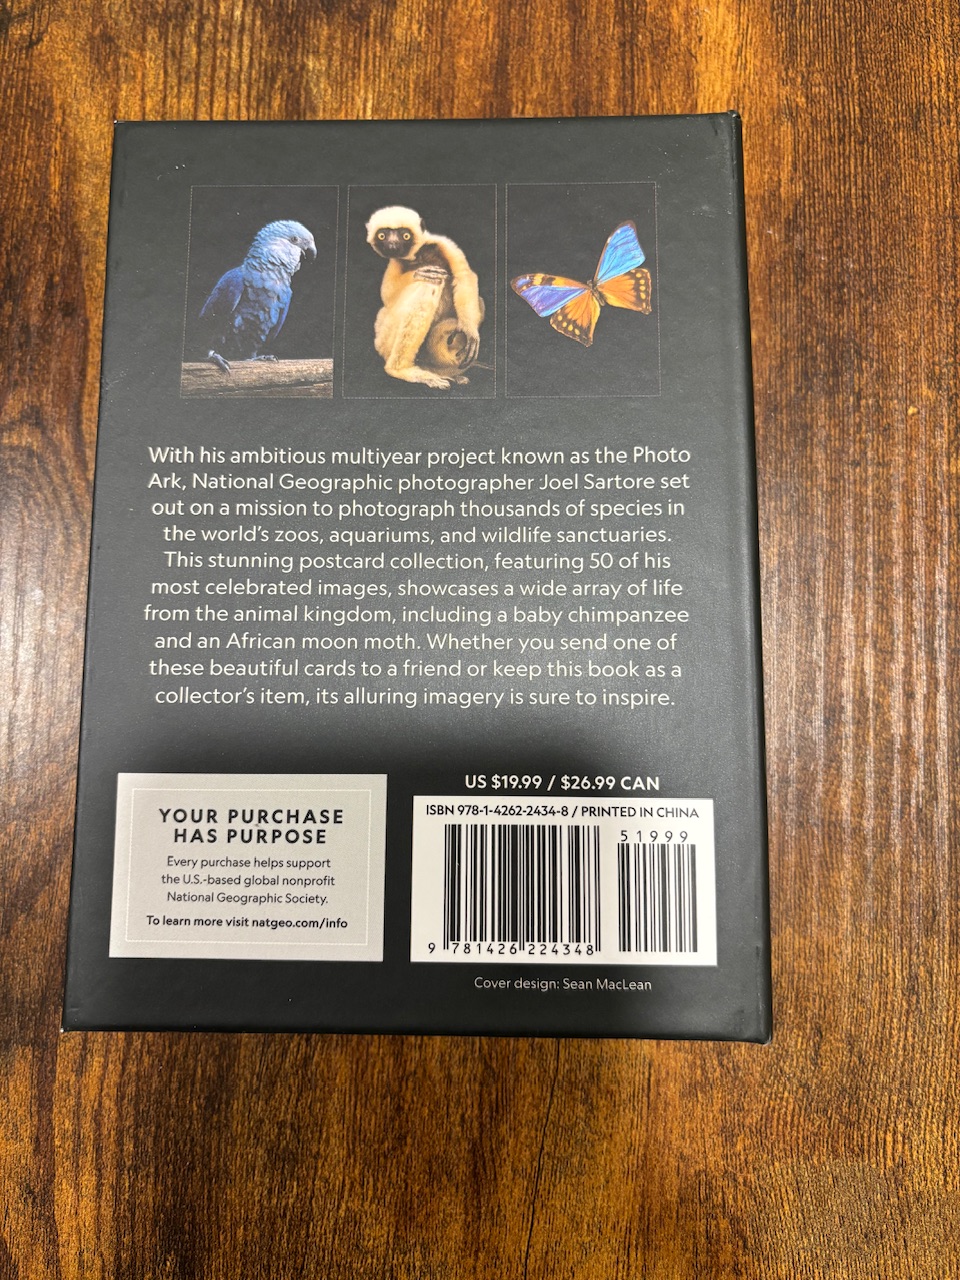 With his ambitious multiyear project known as the Photo
Ark, National Geographic photographer Joel Sartore set
out on a mission to photograph thousands of species in
the world's zoos, aquariums, and wildlife sanctuaries.
This stunning postcard collection, featuring 50 of his
most celebrated images, showcases a wide array of life
from the animal kingdom, including a baby chimpanzee
and an African moon moth. Whether you send one of
these beautiful cards to a friend or keep this book as a
collector's item, its alluring imagery is sure to inspire.
YOUR PURCHASE
HAS PURPOSE
Every purchase helps support
the U.S.-based global nonprofit
National Geographic Society.
To learn more visit natgeo.com/info
US $19.99 / $26.99 CAN
ISBN 978-1-4262-2434-8 / PRINTED IN CHINA
51999
9 781426 224348
Cover design: Sean MacLean